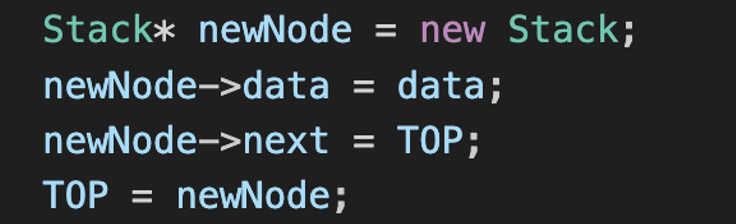 Stack* newNode = new Stack;
newNode->data = data;
newNode->next = TOP;
TOP = newNode;